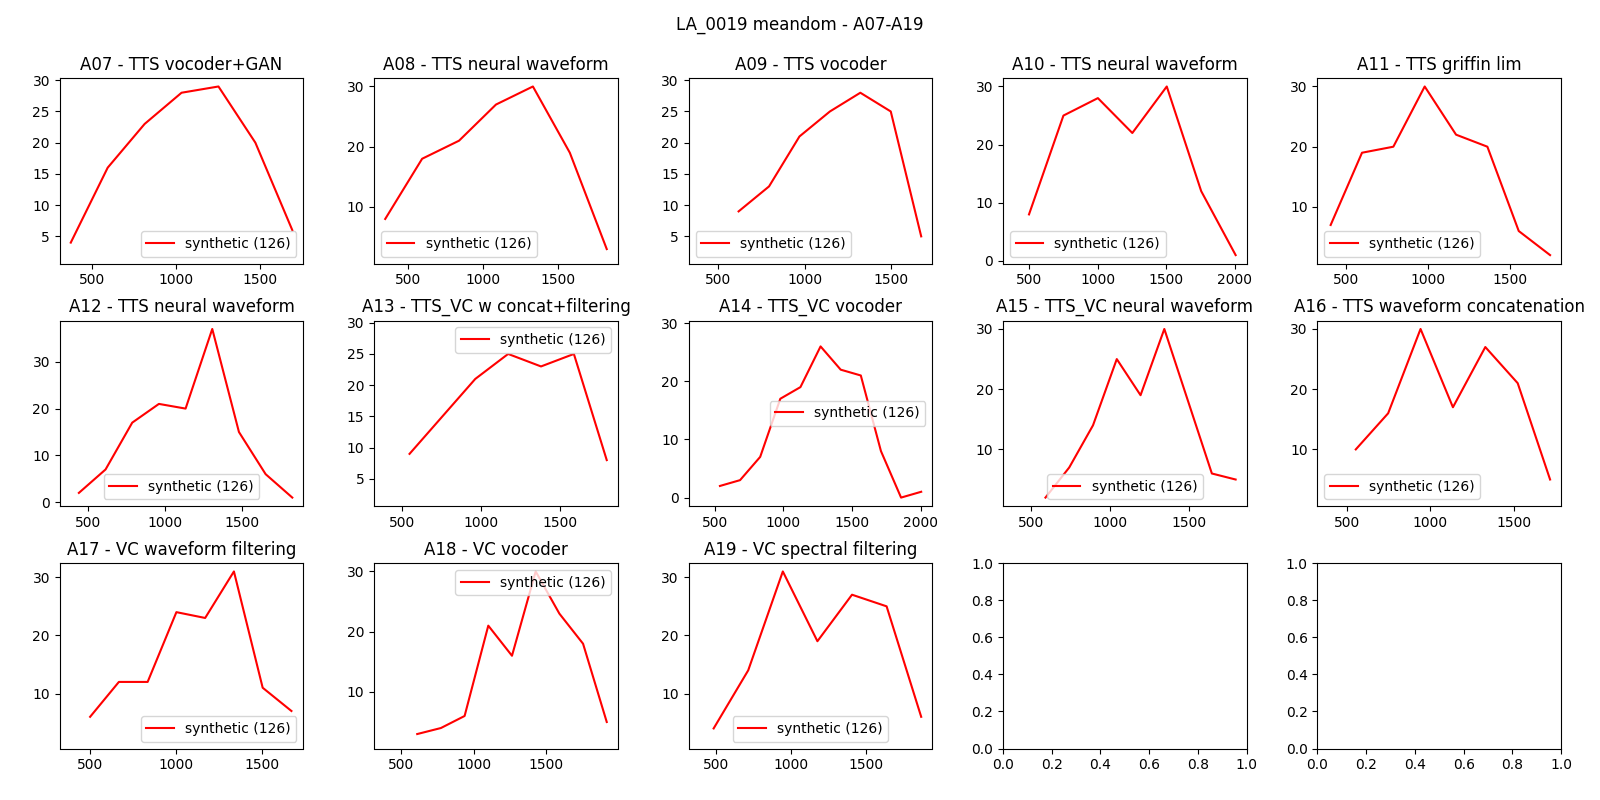 LA_0019 meandom - A07-A19
A07 - TTS vocoder+GAN
30
25
20
15
10
5
synthetic (126)
500 1000 1500
A08 - TTS neural waveform
30
20
10
synthetic (126)
500 1000 1500
A09 - TTS vocoder
30
25
20
15
10
5
synthetic (126)
500 1000 1500
A10 - TTS neural waveform
30
20
10
0
synthetic (126)
500 1000 1500 2000
A11 - TTS griffin lim
30
20
10
synthetic (126)
500 1000 1500
A12 - TTS neural waveform
30
20
10
0
synthetic (126)
500 1000 1500
A13 - TTS_VC w concat+filtering
30
25
20
15
10
5
synthetic (126)
500 1000 1500
A14 - TTS_VC vocoder
30
20
10
0
synthetic (126)
500 1000 1500 2000
A15 - TTS_VC neural waveform
30
20
10
synthetic (126)
500 1000 1500
A16 - TTS waveform concatenation
30
20
10
synthetic (126)
500 1000 1500
A17 - VC waveform filtering
30
20
10
synthetic (126)
500 1000 1500
A18 - VC vocoder
30
20
10
synthetic (126)
500 1000 1500
A19 - VC spectral filtering
30
20
10
synthetic (126)
500 1000 1500
1.0
0.8
0.6
0.4
0.2
0.0
0.0 0.2 0.4 0.6 0.8 1.0
1.0
0.8
0.6
0.4
0.2
0.0
0.0 0.2 0.4 0.6 0.8 1.0